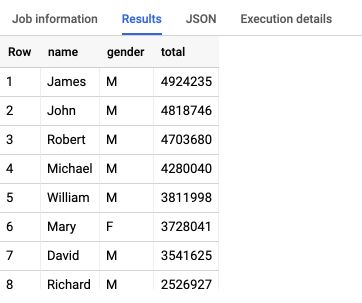 Job information Results JSON Execution details
Row name gender total
1 James M 4924235
2 John M 4818746
3 Robert M 4703680
4 Michael M 4280040
5 William M 3811998
6 Mary F 3728041
7 David M 3541625
8 Richard M 2526927